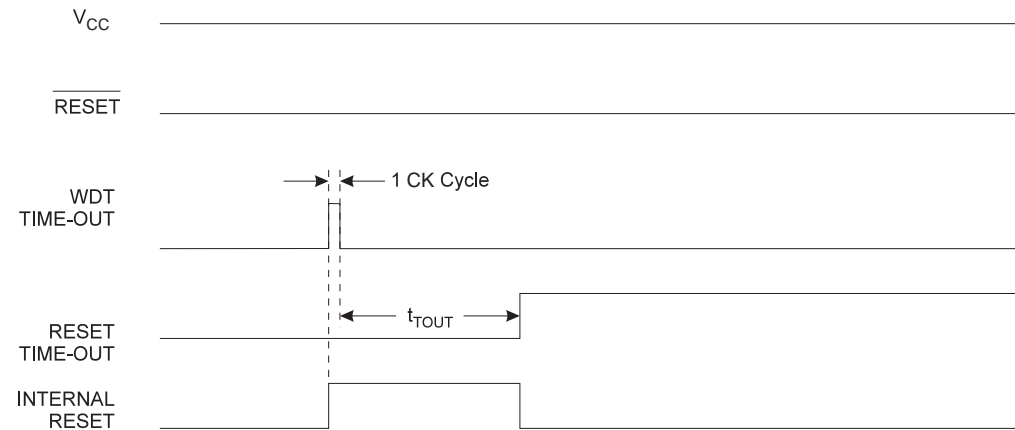 VCC
RESET
1 CK Cycle
WDT
TIME-OUT
tTOUT
RESET
TIME-OUT
INTERNAL
RESET